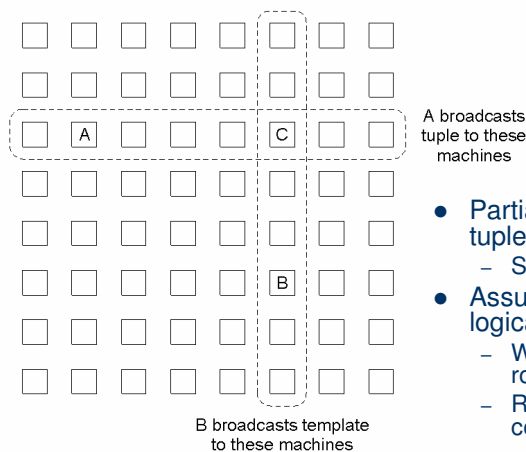 A
C
A broadcasts
tuple to these
machines
B
B broadcasts template
to these machines
● Partia
tuple
– S
● Assu
logica
– W
ro
– R
co